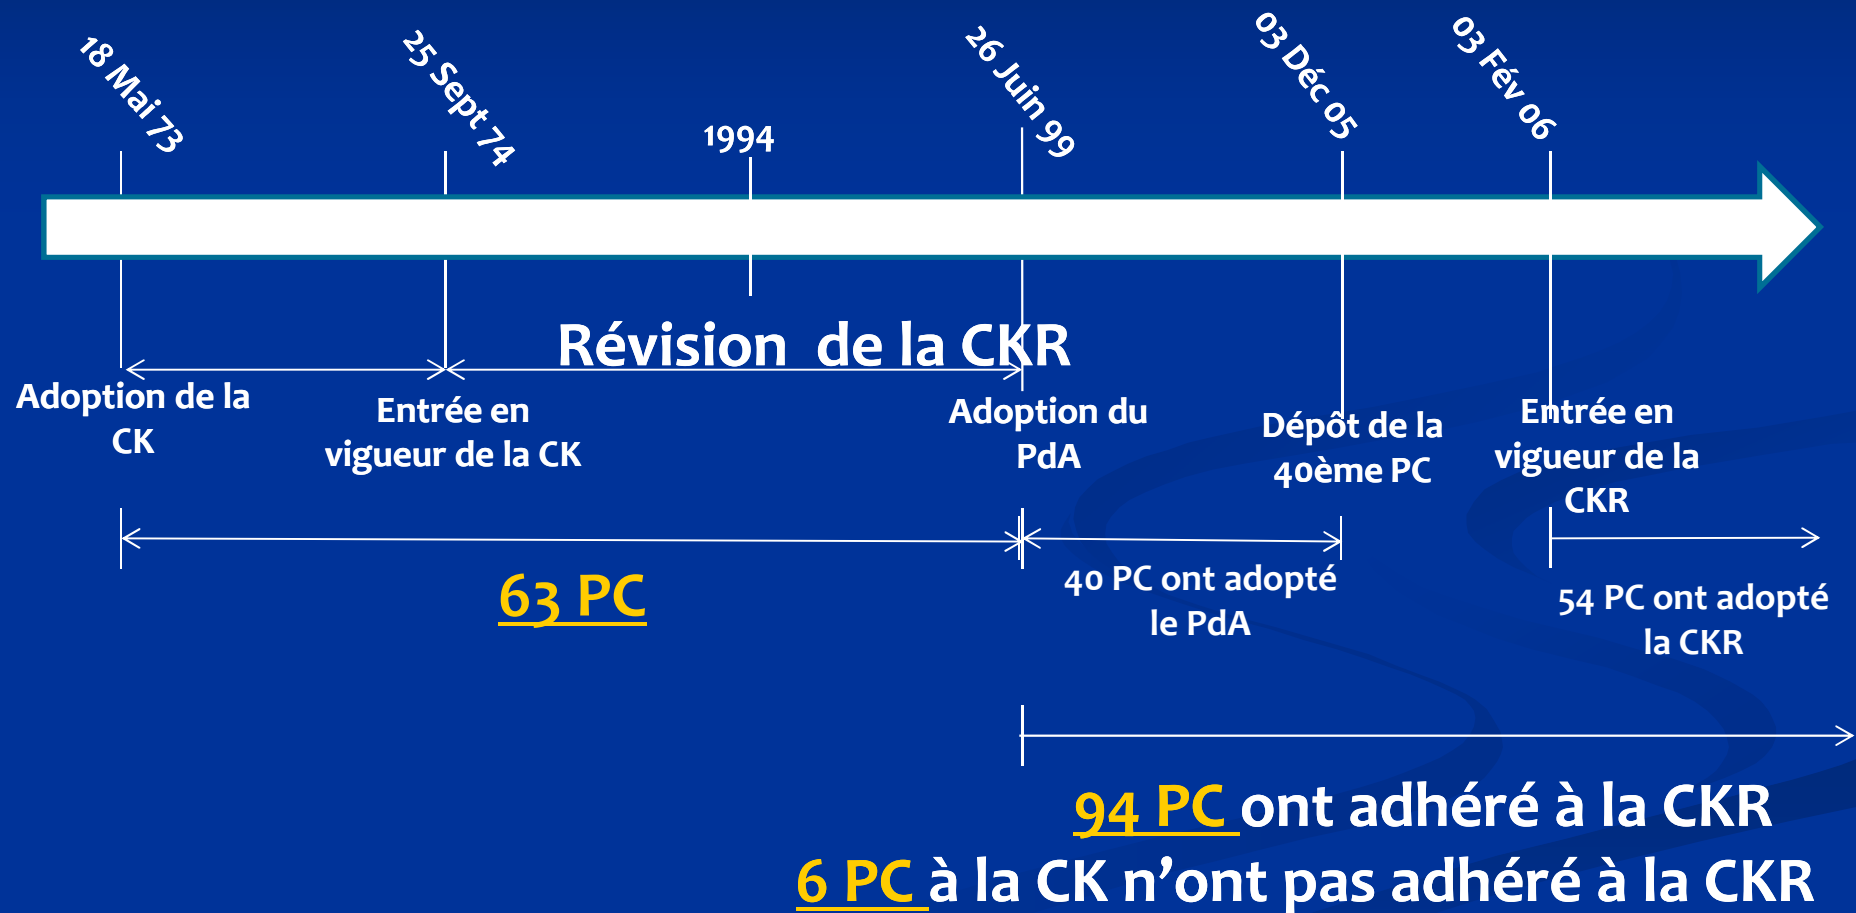 18 Mai 73
25 Sept 74
1994
26 Juin 99
03 Déc 05
03 Fév 06
Révision de la CKR
Adoption de la
CK
Entrée en
vigueur de la CK
Adoption du
PdA
Dépôt de la
40ème PC
Entrée en
vigueur de la
CKR
63 PC
40 PC ont adopté
le PdA
54 PC ont adopté
la CKR
94 PC ont adhéré à la CKR
6 PC à la CK n’ont pas adhéré à la CKR